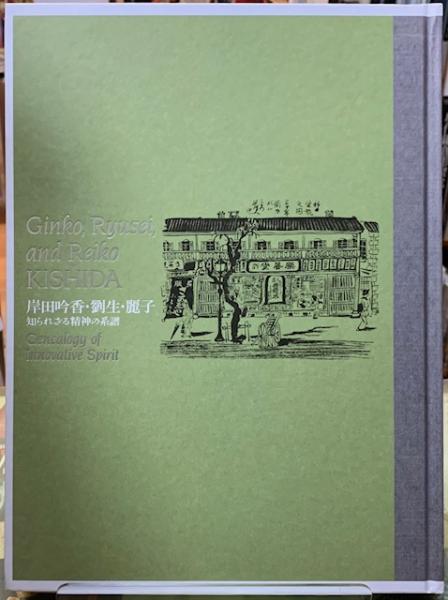 Ginko, Ryusei,
and Reiko
KISHIDA
岸田吟香・劉生・麗子
知られざる精神の系譜
Genealogy of
Innovative Spirit